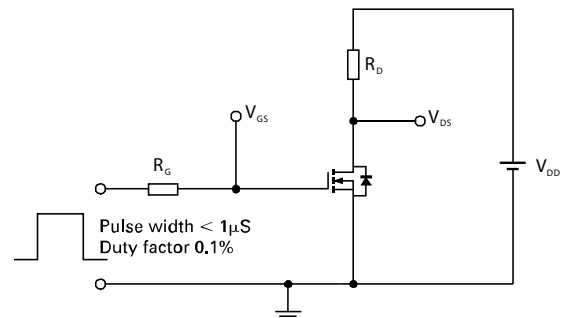 R_D
V_GS
V_DS
R_G
V_DD
Pulse width < 1μS
Duty factor 0.1%